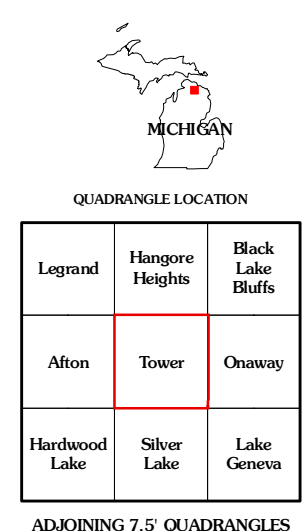 MICHIGAN
QUADRANGLE LOCATION
Legrand
Hangore
Heights
Black
Lake
Bluffs
Afton
Tower
Onaway
Hardwood
Lake
Silver
Lake
Lake
Geneva
ADJOINING 7.5' QUADRANGLES